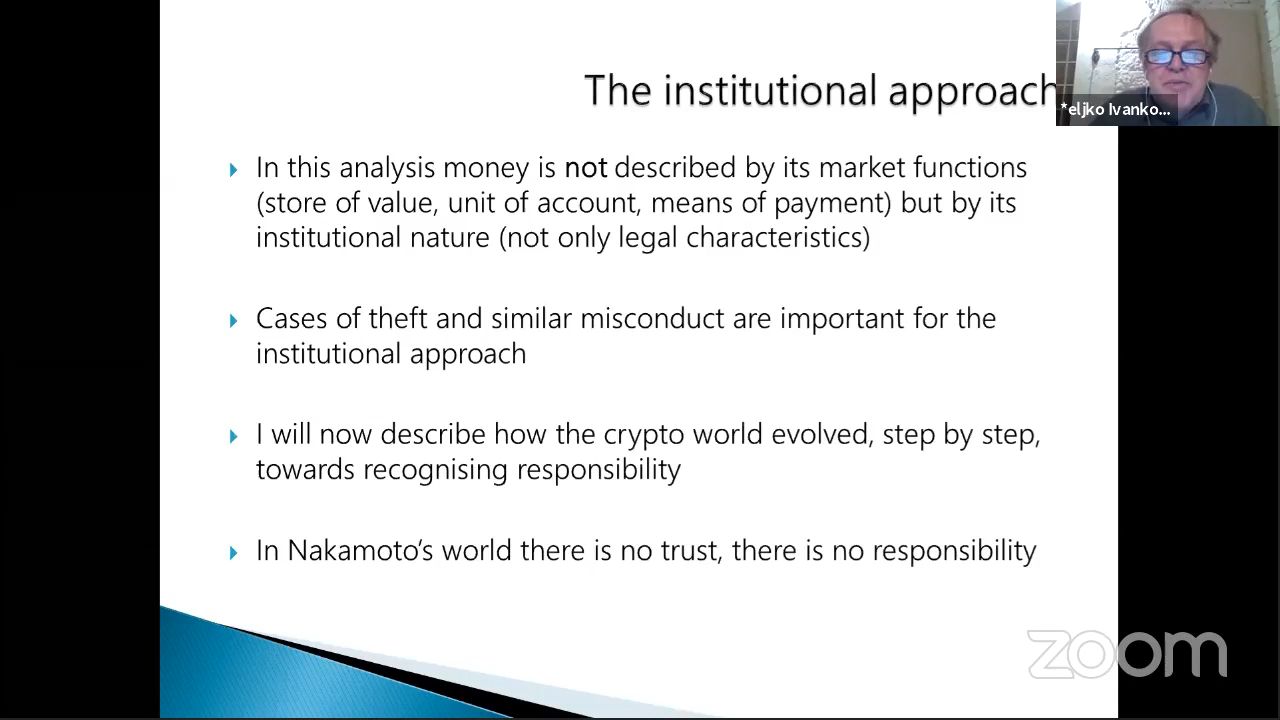 The institutional approach
*eljko Ivanko...
In this analysis money is not described by its market functions
(store of value, unit of account, means of payment) but by its
institutional nature (not only legal characteristics)
Cases of theft and similar misconduct are important for the
institutional approach
I will now describe how the crypto world evolved, step by step,
towards recognising responsibility
In Nakamoto's world there is no trust, there is no responsibility
zoom